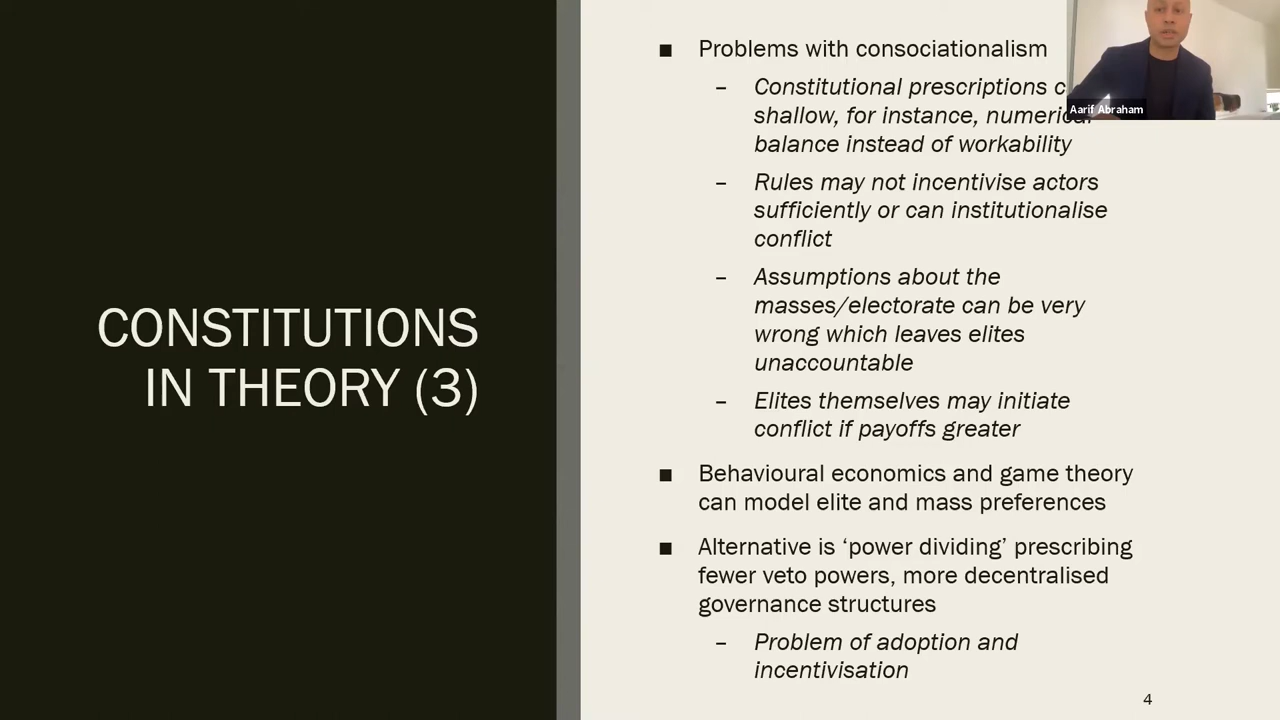 CONSTITUTIONS
IN THEORY (3)
▪ Problems with consociationalism
– Constitutional prescriptions
shallow, for instance, numerical
balance instead of workability
– Rules may not incentivise actors
sufficiently or can institutionalise
conflict
– Assumptions about the
masses/electorate can be very
wrong which leaves elites
unaccountable
– Elites themselves may initiate
conflict if payoffs greater
▪ Behavioural economics and game theory
can model elite and mass preferences
▪ Alternative is ‘power dividing’ prescribing
fewer veto powers, more decentralised
governance structures
– Problem of adoption and
incentivisation
4
Aarif Abraham